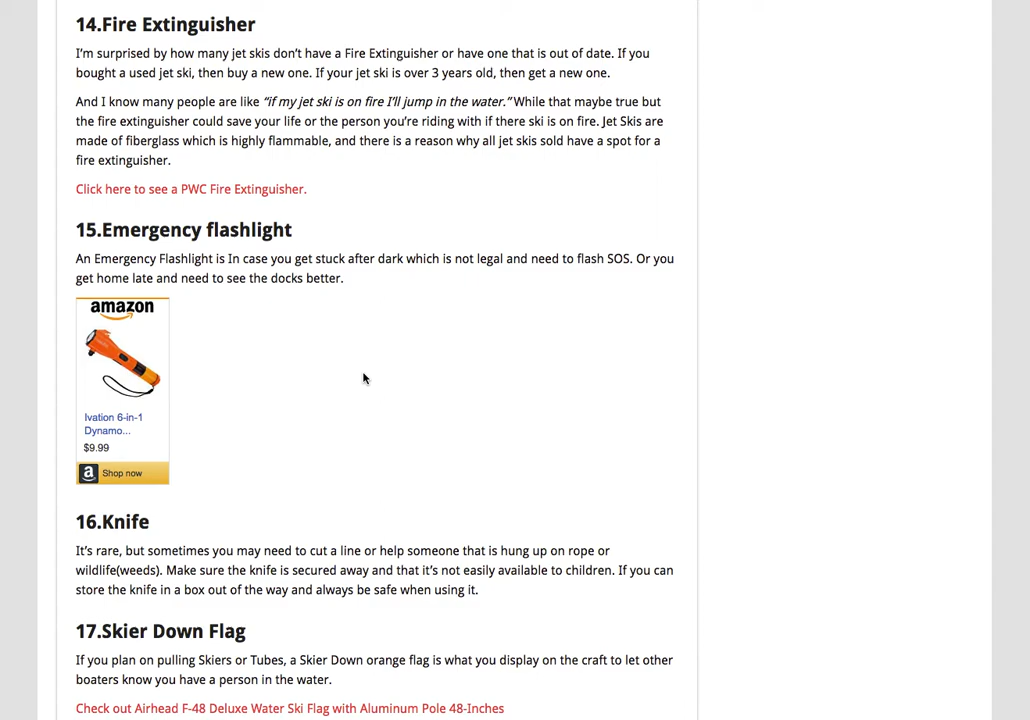 14.Fire Extinguisher
I'm surprised by how many jet skis don't have a Fire Extinguisher or have one that is out of date. If you
bought a used jet ski, then buy a new one. If your jet ski is over 3 years old, then get a new one.
And I know many people are like “if my jet ski is on fire I'll jump in the water.” While that maybe true but
the fire extinguisher could save your life or the person you're riding with if there ski is on fire. Jet Skis are
made of fiberglass which is highly flammable, and there is a reason why all jet skis sold have a spot for a
fire extinguisher.
Click here to see a PWC Fire Extinguisher.
15.Emergency flashlight
An Emergency Flashlight is In case you get stuck after dark which is not legal and need to flash SOS. Or you
get home late and need to see the docks better.
amazon
Ivation 6-in-1
Dynamo...
$9.99
a Shop now
16.Knife
It's rare, but sometimes you may need to cut a line or help someone that is hung up on rope or
wildlife(weeds). Make sure the knife is secured away and that it's not easily available to children. If you can
store the knife in a box out of the way and always be safe when using it.
17.Skier Down Flag
If you plan on pulling Skiers or Tubes, a Skier Down orange flag is what you display on the craft to let other
boaters know you have a person in the water.
Check out Airhead F-48 Deluxe Water Ski Flag with Aluminum Pole 48-Inches